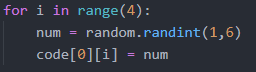 for i in range(4):
    num = random.randint(1,6)
    code[0][i] = num